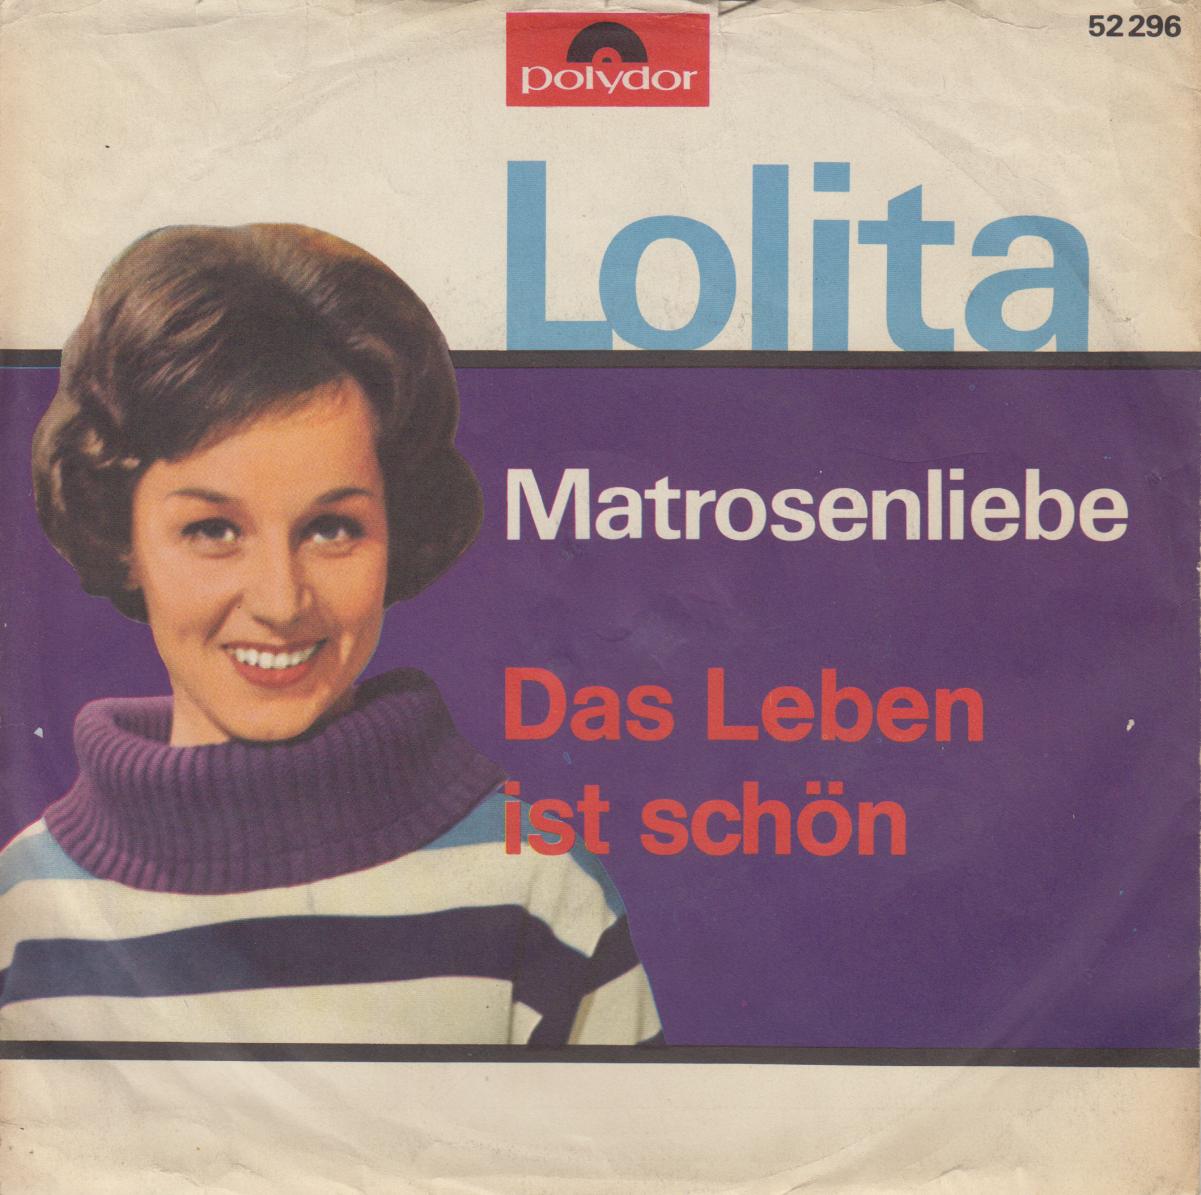 polydor
52 296
Lolita
Matrosenliebe
Das Leben
ist schön